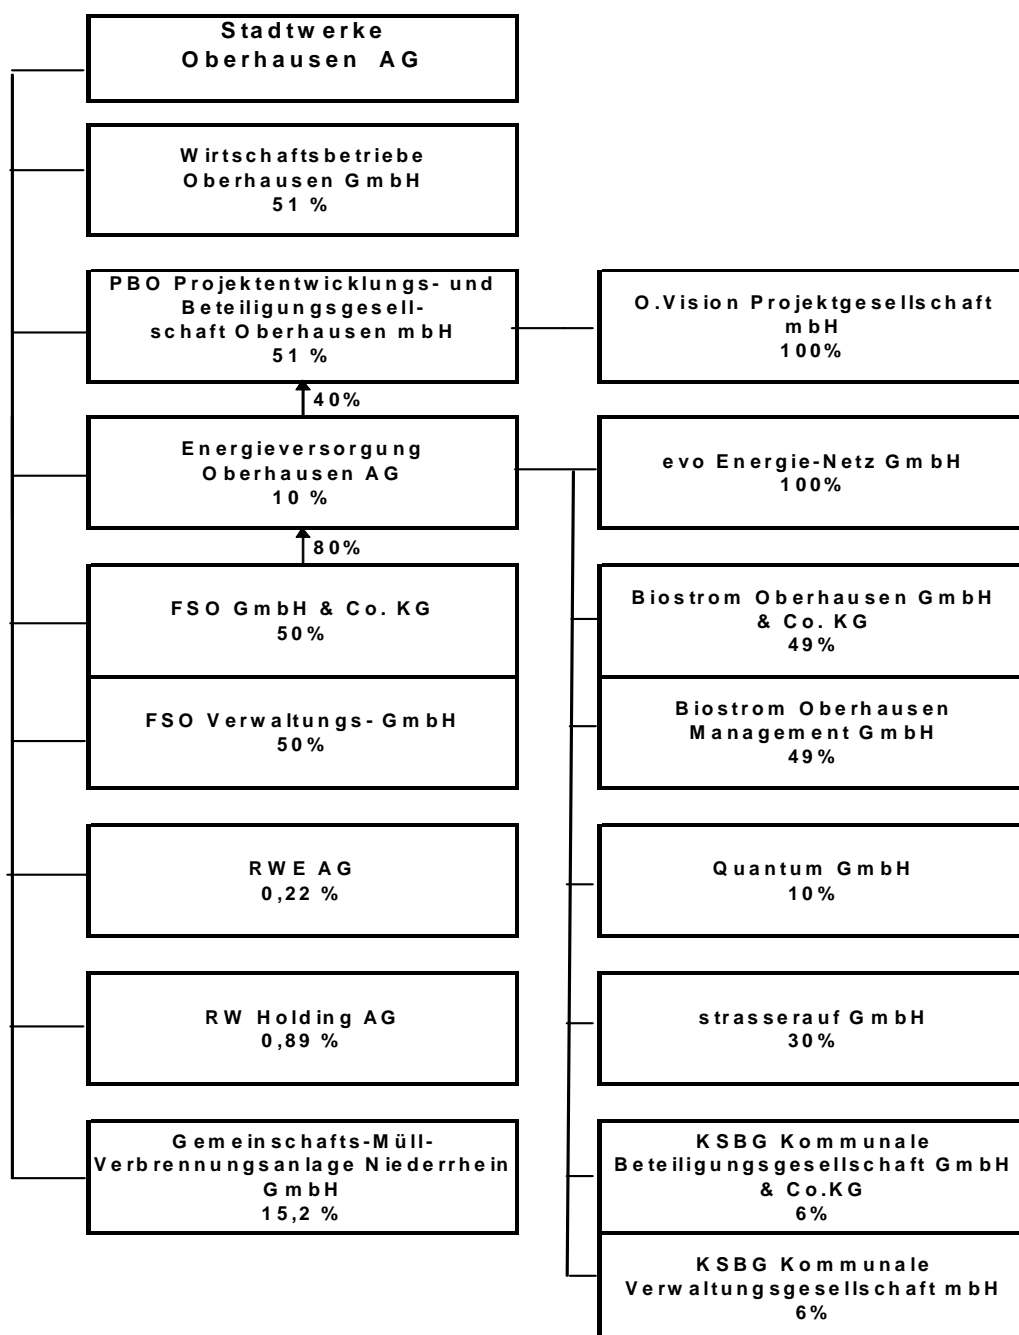 Stadtwerke
Oberhausen AG
Wirtschaftsbetriebe
Oberhausen GmbH
51 %
PBO Projektentwicklungs- und
Beteiligungsgesell-
schaft Oberhausen mbH
51 %
O.Vision Projektgesellschaft
mbH
100%
40%
Energieversorgung
Oberhausen AG
10 %
evo Energie-Netz GmbH
100%
80%
FSO GmbH & Co. KG
50%
Biostrom Oberhausen GmbH
& Co. KG
49%
FSO Verwaltungs- GmbH
50%
Biostrom Oberhausen
Management GmbH
49%
RWE AG
0,22 %
Quantum GmbH
10%
RW Holding AG
0,89 %
strasserauf GmbH
30%
Gemeinschafts-Müll-
Verbrennungsanlage Niederrhein
GmbH
15,2 %
KSBG Kommunale
Beteiligungsgesellschaft GmbH
& Co.KG
6%
KSBG Kommunale
Verwaltungsgesellschaft mbH
6%